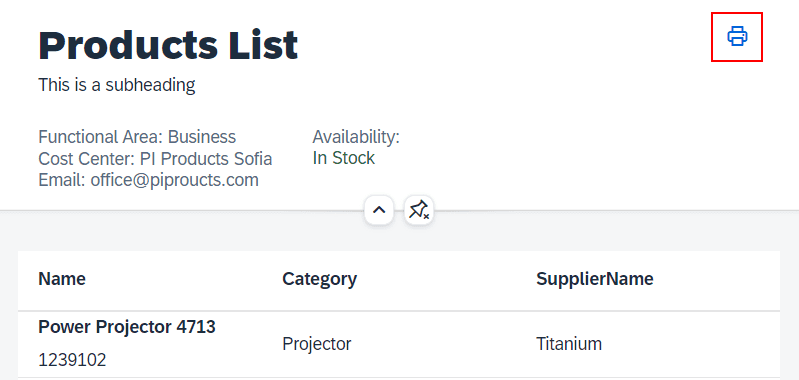 Products List
This is a subheading
Functional Area: Business
Cost Center: PI Products Sofia
Email: office@piproucts.com
Availability:
In Stock
Name Category SupplierName
Power Projector 4713
1239102
Projector
Titanium